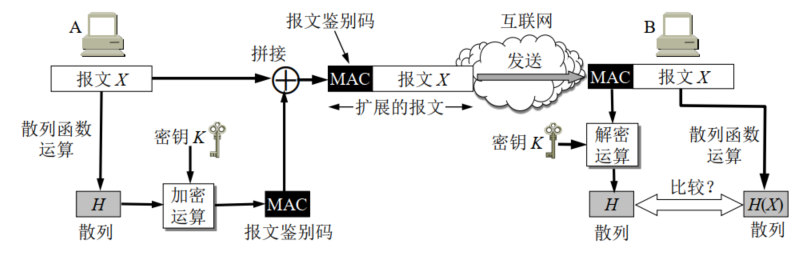 A
报文 X
散列函数
运算
密钥 K
H
散列
加密
运算
MAC
报文鉴别码
拼接
报文鉴别码
MAC
报文 X
扩展的报文
互联网
发送
B
MAC
报文 X
密钥 K
解密
运算
散列函数
运算
H
散列
比较？
H(X)
散列